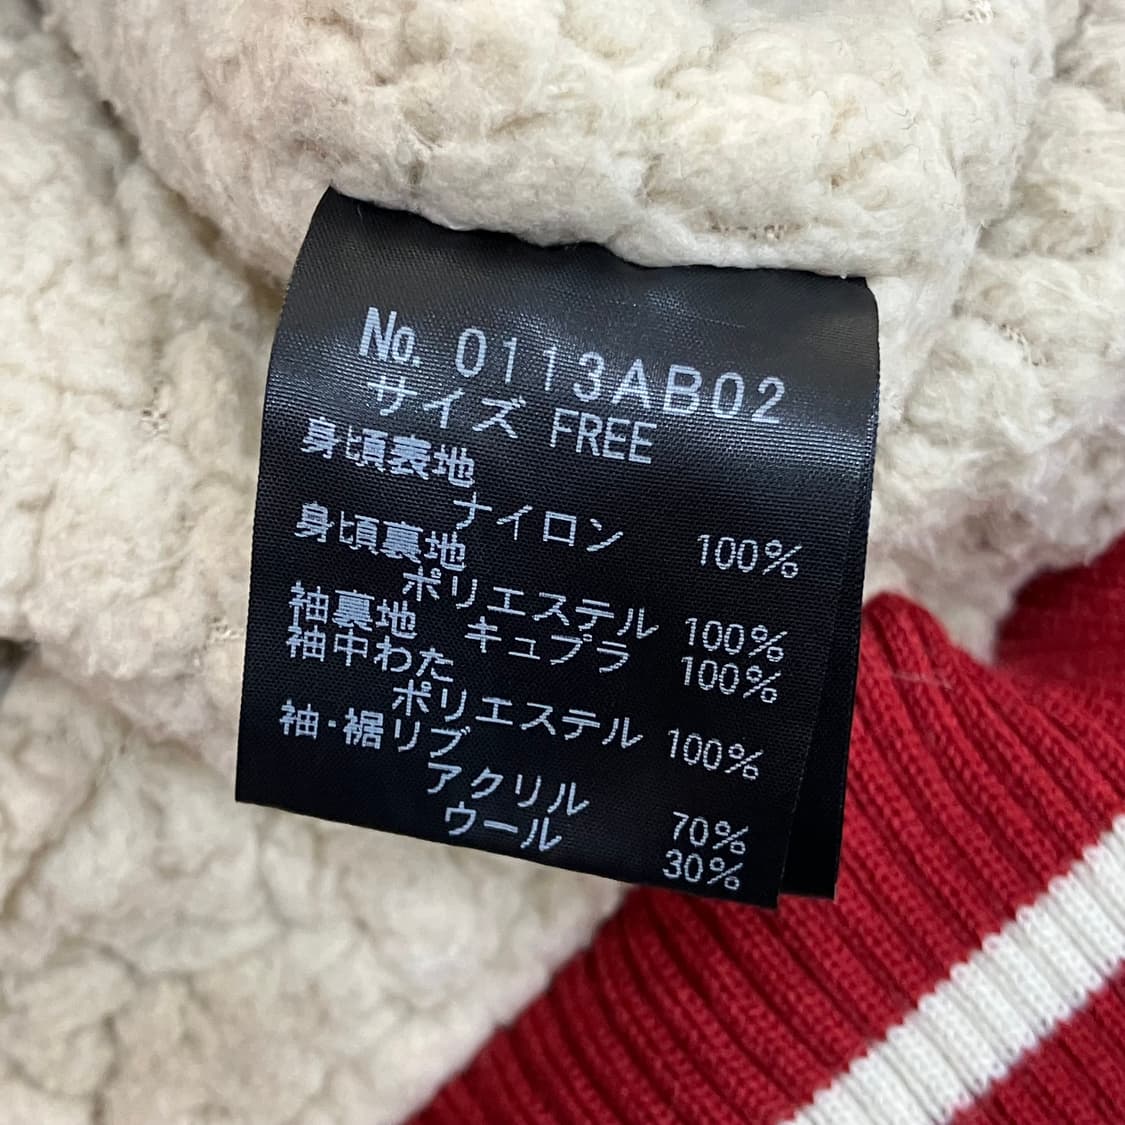 No. 0113AB02
サイズ FREE
身頃表地
ナイロン 100%
身頃裏地
ポリエステル 100%
袖裏地 キュプラ 100%
袖中わた
ポリエステル 100%
袖・裾リブ
アクリル 70%
ウール 30%